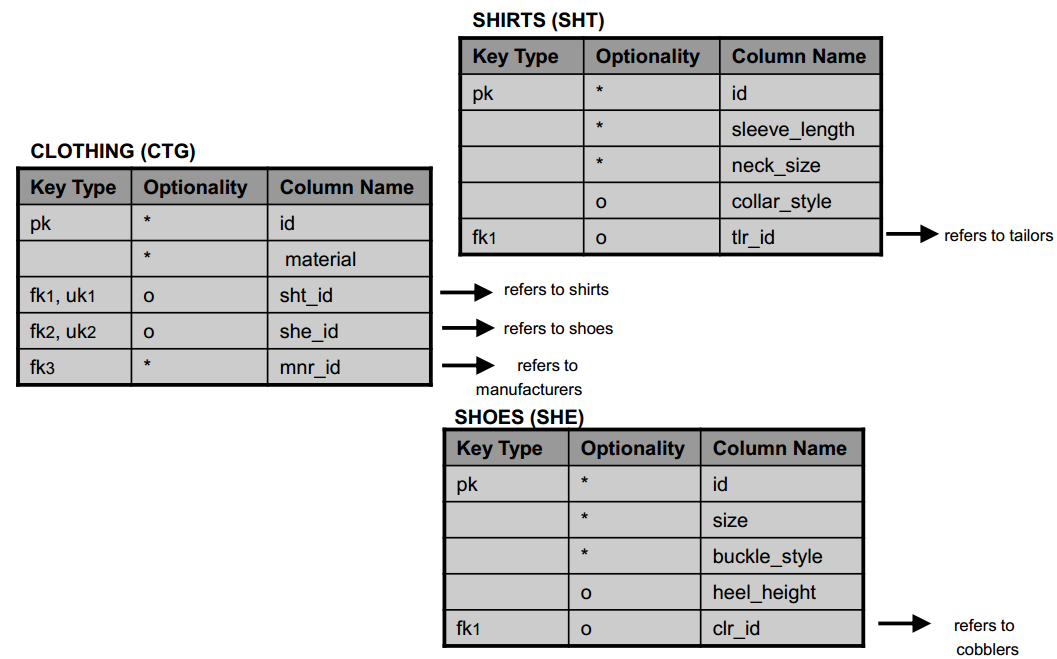 SHIRTS (SHT)
Key Type Optionality Column Name
pk * id
* sleeve_length
* neck_size
o collar_style
fk1 o tlr_id
refers to tailors
CLOTHING (CTG)
Key Type Optionality Column Name
pk * id
* material
fk1, uk1 o sht_id
refers to shirts
fk2, uk2 o she_id
refers to shoes
fk3 * mnr_id
refers to
manufacturers
SHOES (SHE)
Key Type Optionality Column Name
pk * id
* size
* buckle_style
o heel_height
fk1 o clr_id
refers to
cobblers